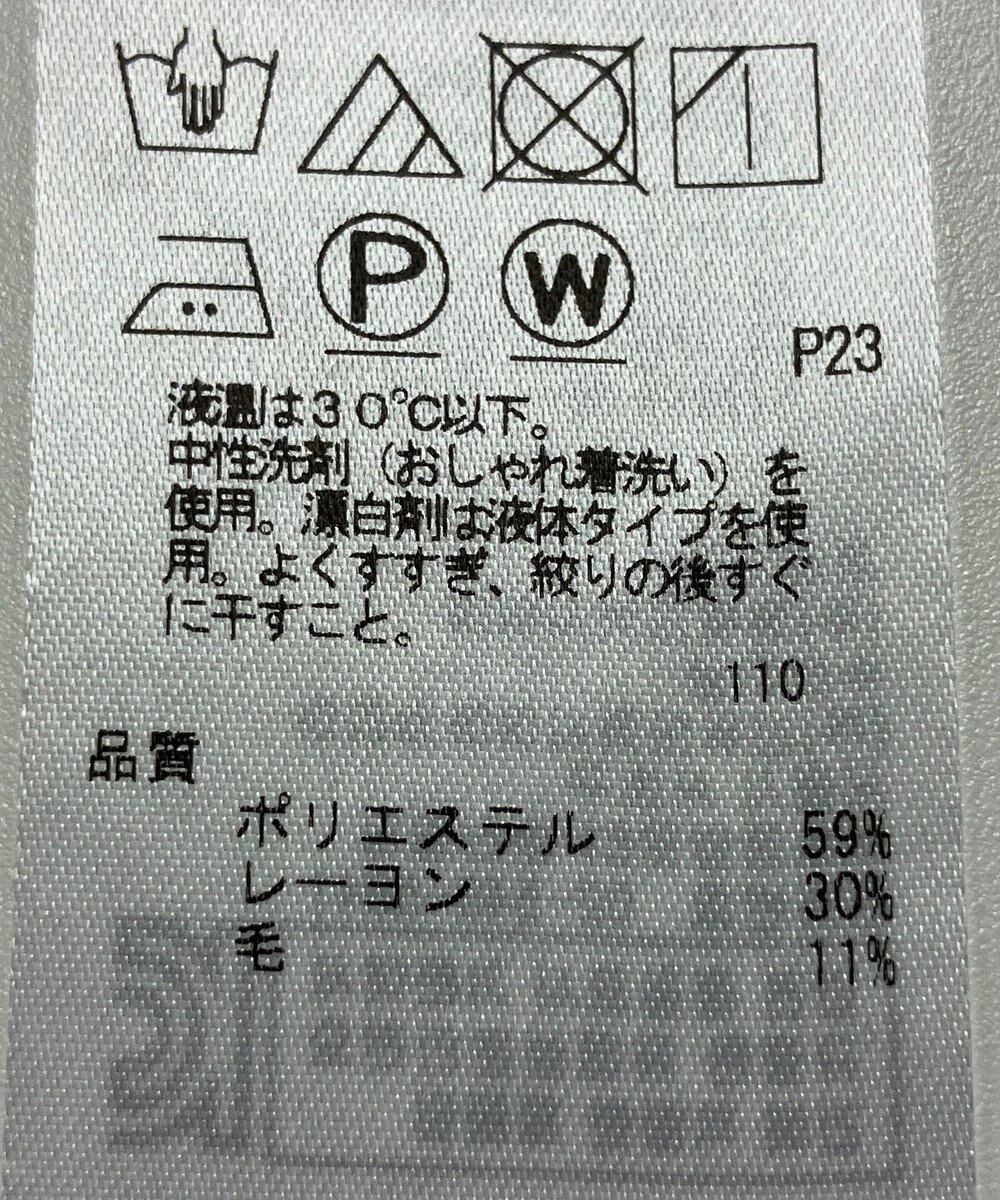 P
W
P23
液温は30℃以下。
中性洗剤（おしゃれ着洗い）を
使用。漂白剤は液体タイプを使
用。よくすすぎ、絞りの後すぐ
に干すこと。
110
品質
ポリエステル 59%
レーヨン 30%
毛 11%